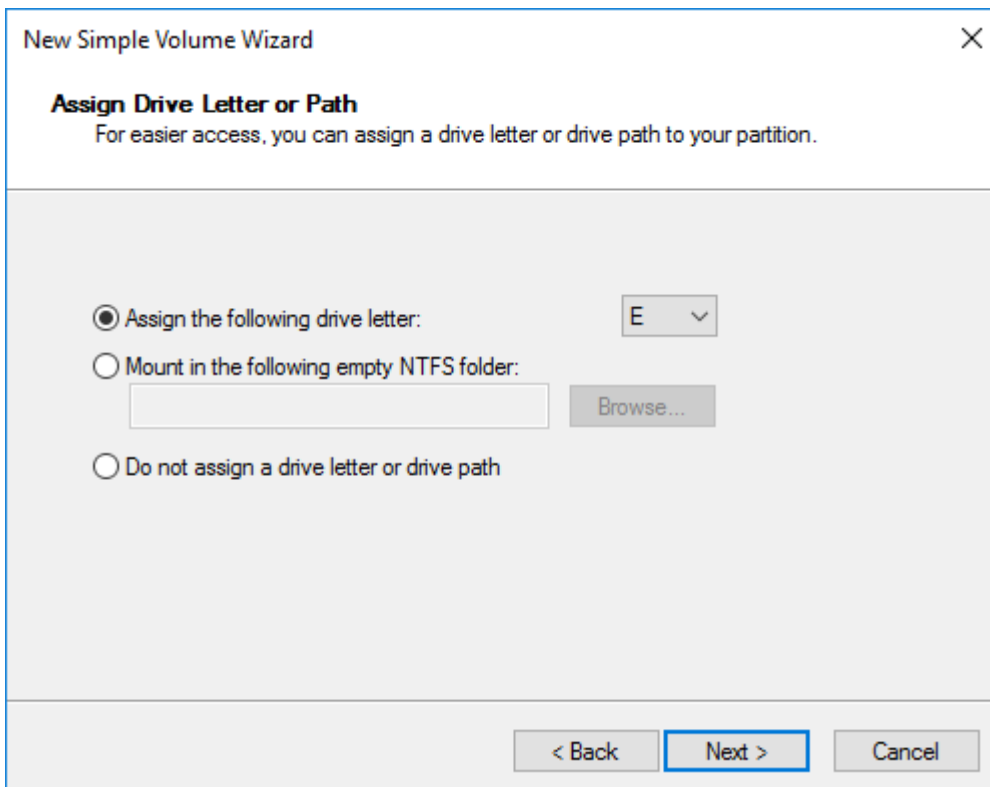 New Simple Volume Wizard
Assign Drive Letter or Path
For easier access, you can assign a drive letter or drive path to your partition.
Assign the following drive letter: E
Mount in the following empty NTFS folder:
Browse...
Do not assign a drive letter or drive path
< Back Next > Cancel